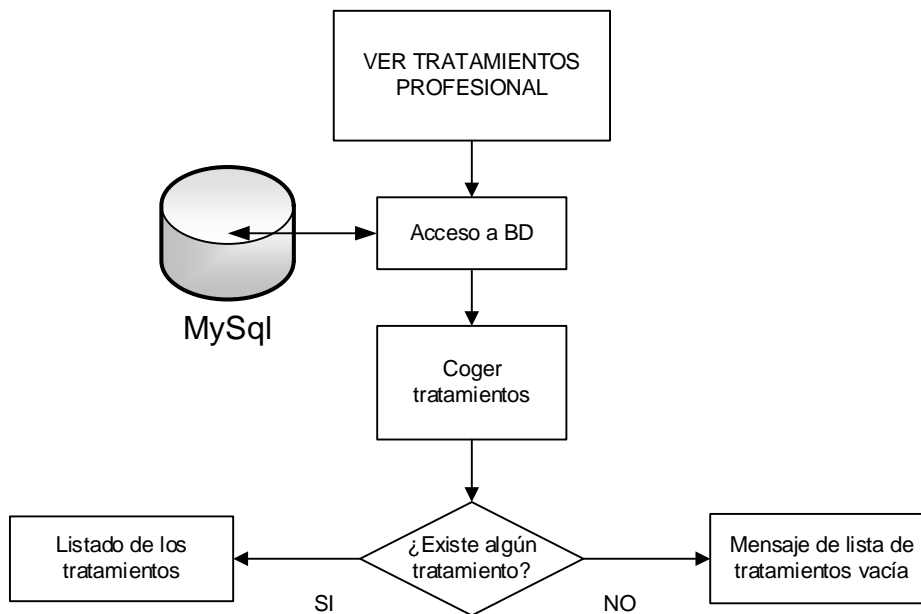 VER TRATAMIENTOS
PROFESIONAL
Acceso a BD
MySql
Coger
tratamientos
¿Existe algún
tratamiento?
Listado de los
tratamientos
Mensaje de lista de
tratamientos vacía
SI
NO